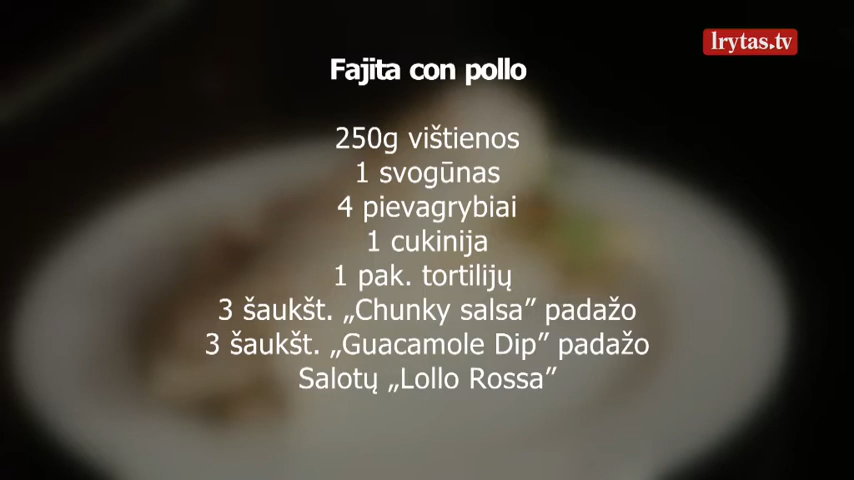 lrytas.tv
Fajita con pollo
250g vištienos
1 svogūnas
4 pievagrybiai
1 cukinija
1 pak. tortilijų
3 šaukšt. „Chunky salsa” padažo
3 šaukšt. „Guacamole Dip” padažo
Salotų „Lollo Rossa”